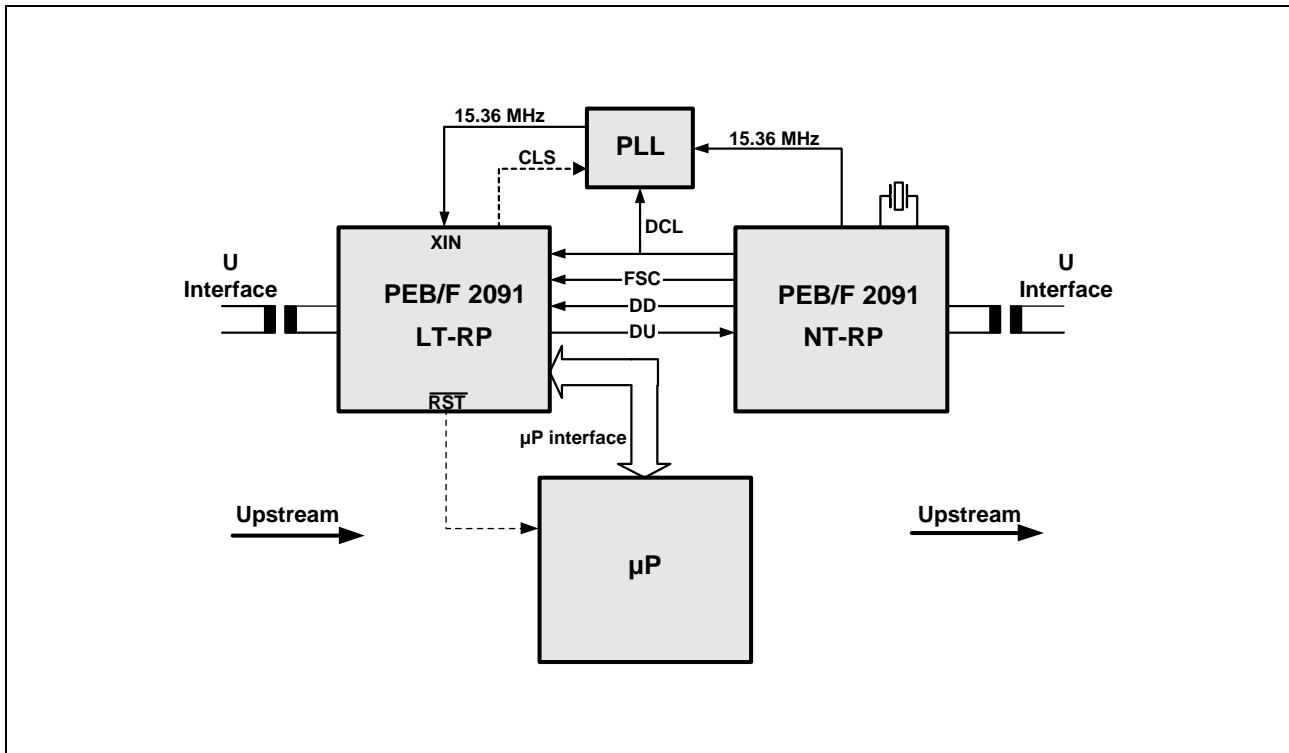 15.36 MHz
PLL
15.36 MHz
CLS
DCL
XIN
U
Interface
PEB/F 2091
LT-RP
FSC
DD
DU
PEB/F 2091
NT-RP
U
Interface
RST
µP interface
Upstream
µP
Upstream